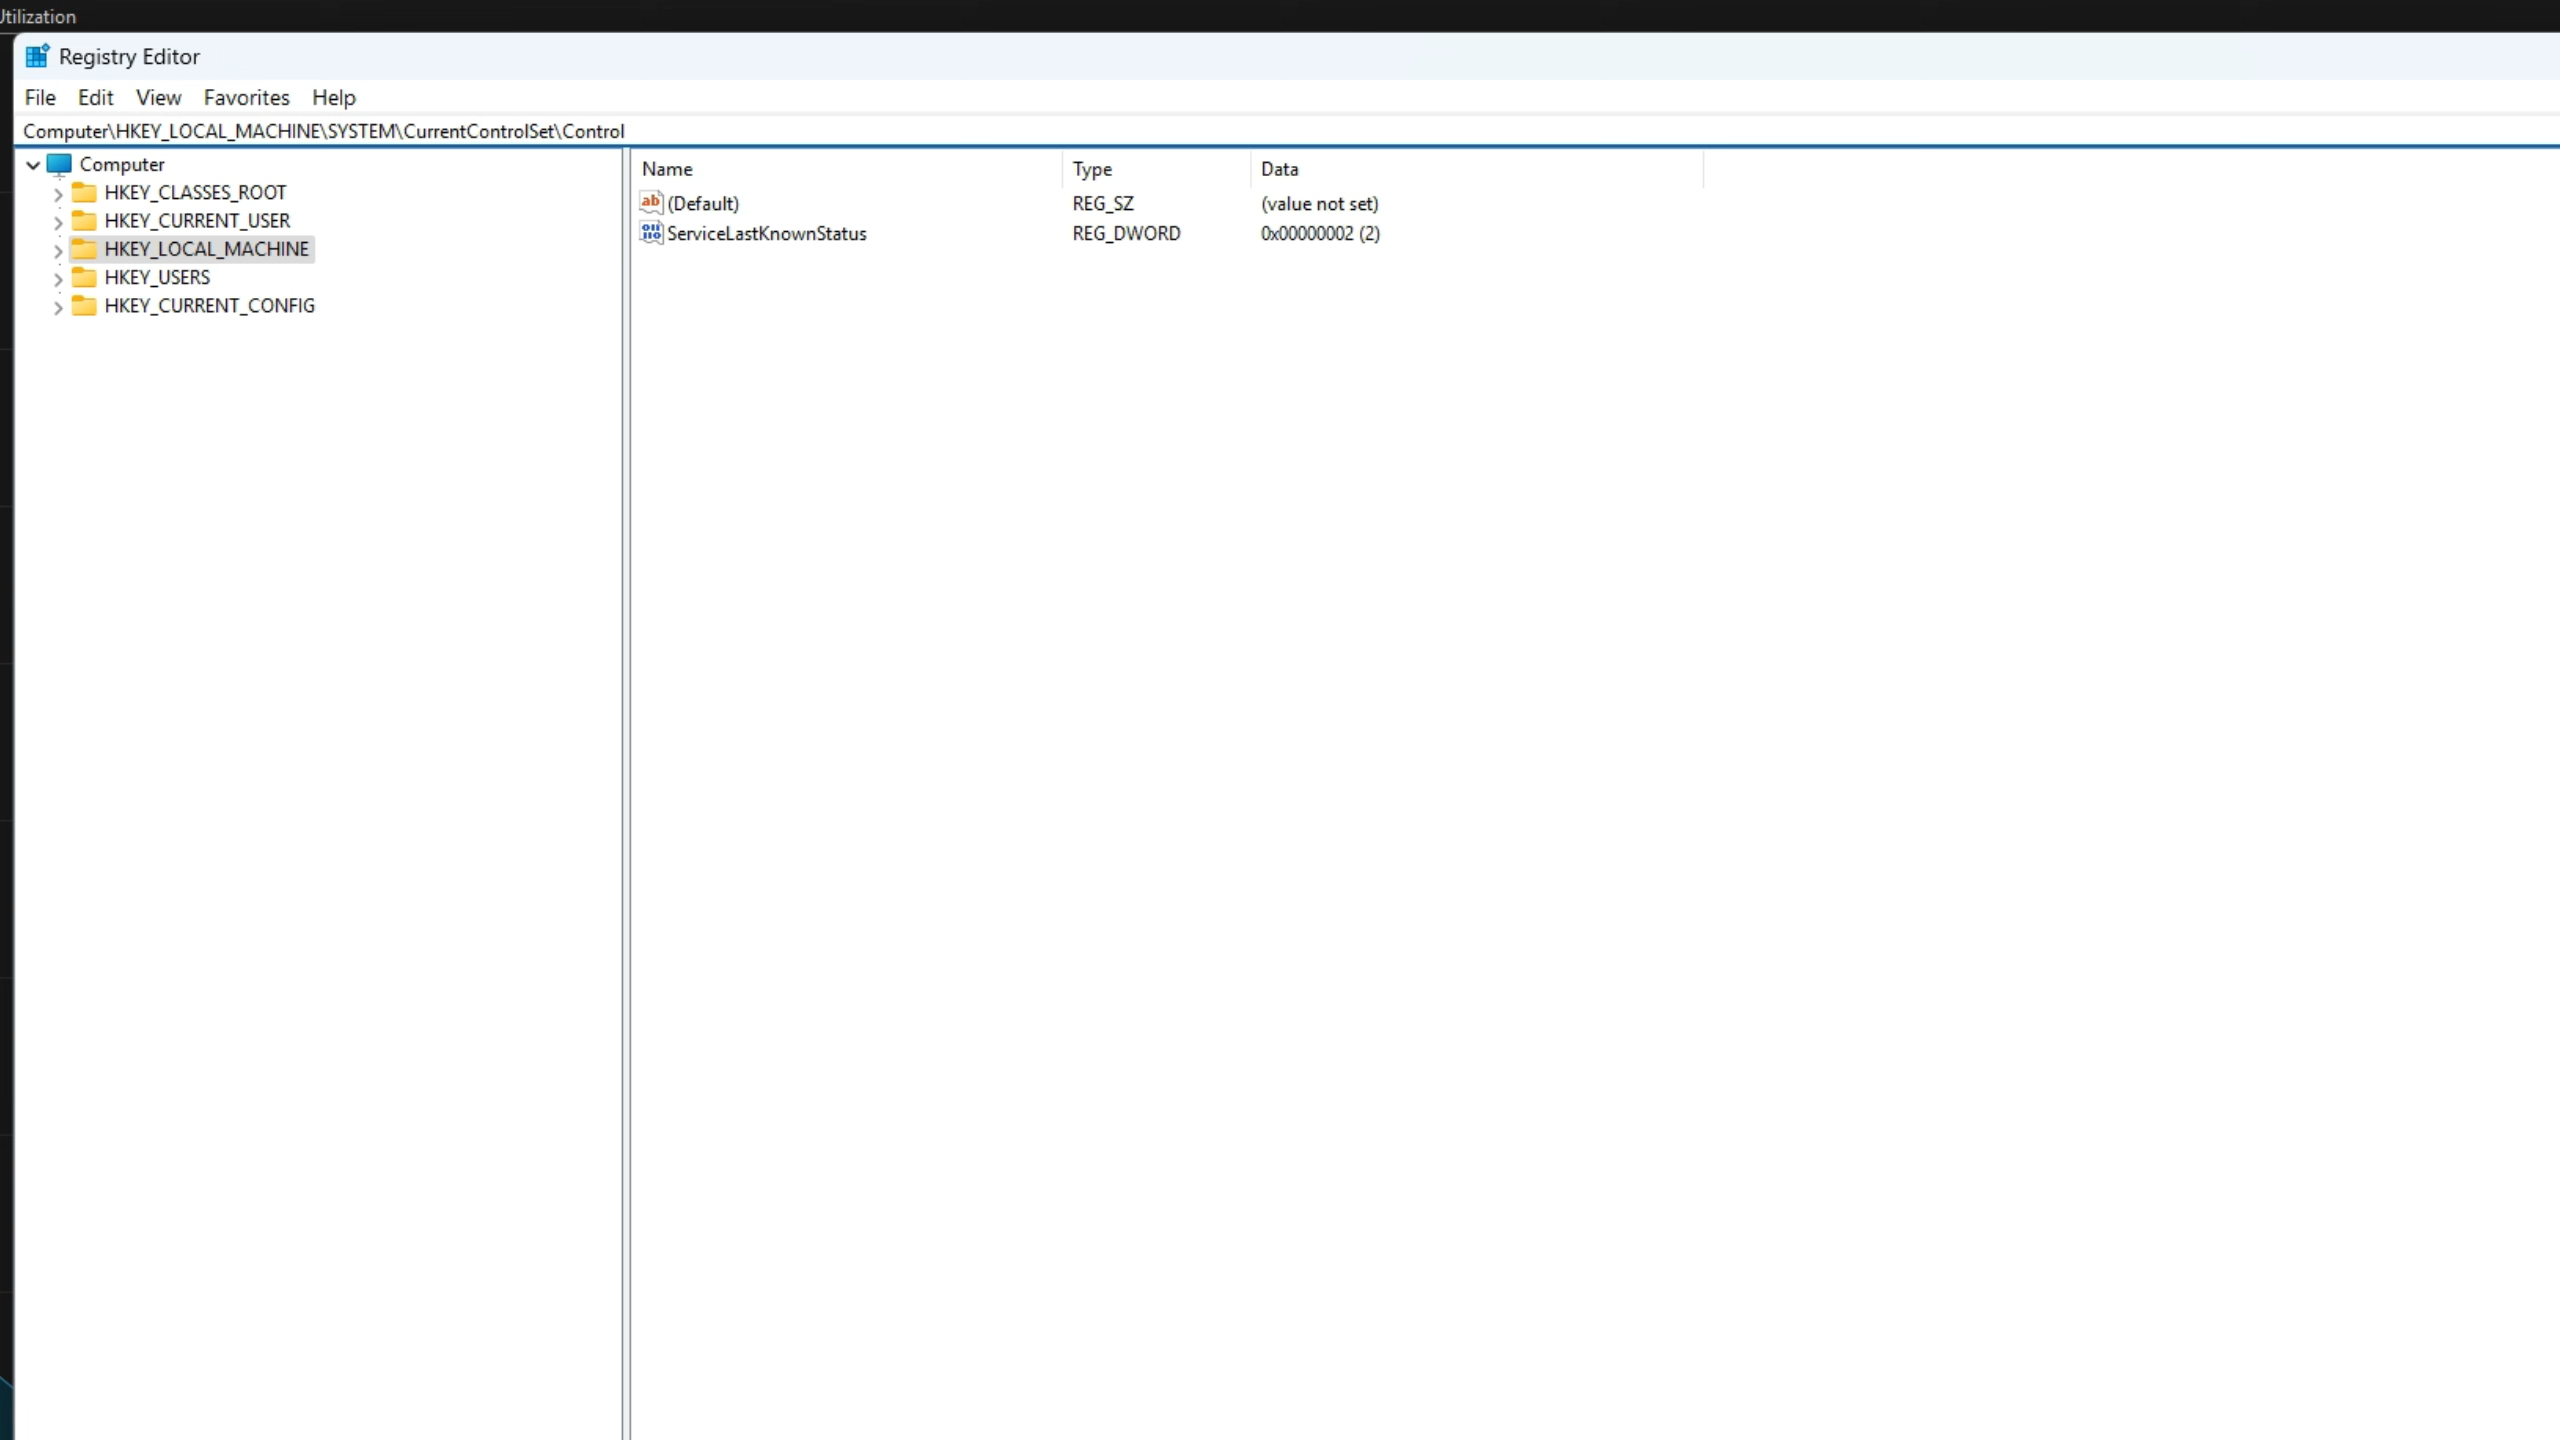 Utilization
Registry Editor
File Edit View Favorites Help
Computer\HKEY_LOCAL_MACHINE\SYSTEM\CurrentControlSet\Control
Computer
HKEY_CLASSES_ROOT
HKEY_CURRENT_USER
HKEY_LOCAL_MACHINE
HKEY_USERS
HKEY_CURRENT_CONFIG
Name Type Data
(Default) REG_SZ (value not set)
ServiceLastKnownStatus REG_DWORD 0x00000002 (2)